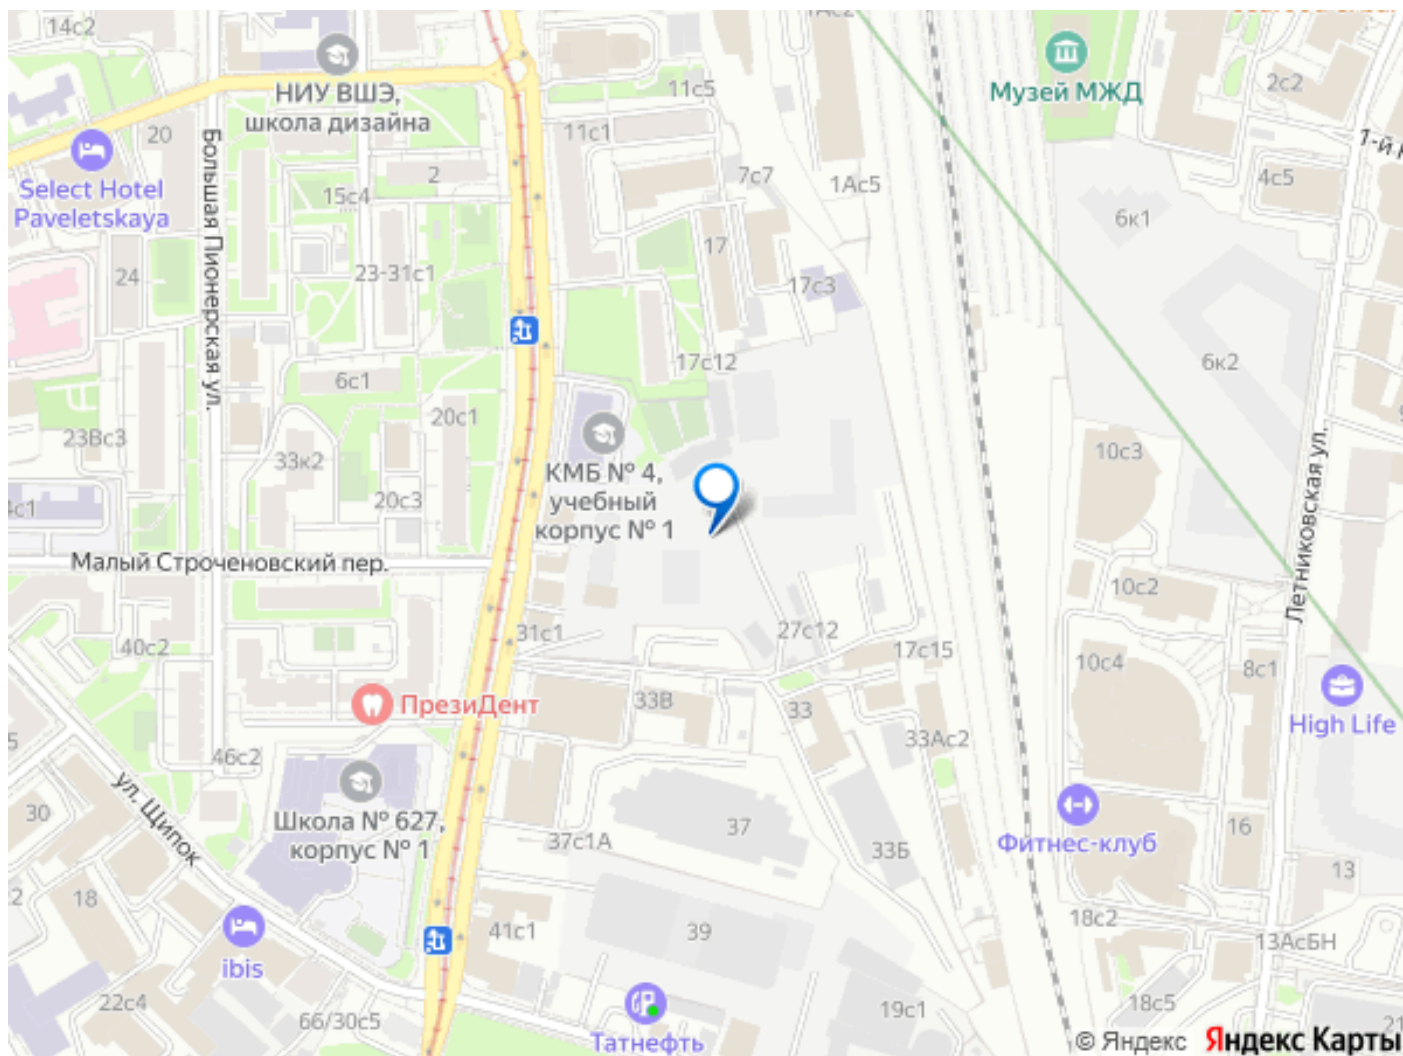 14с2
НИУ ВШЭ,
школа дизайна
20
Select Hotel
Paveletskaya
Большая Пионерская ул.
2
15с4
11с1
11с5
7с7
1Ас5
Музей МЖД
2с2
4с5
6к1
24
23-31с1
17
17с3
17с12
6с1
6к2
20с1
23Вс3
33к2
20с3
КМБ № 4,
учебный
корпус № 1
10с3
Летниковская ул.
Малый Строченовский пер.
10с2
40с2
31с1
27с12
17с15
10с4
8с1
ПрезиДент
33В
33
33Ас2
High Life
46с2
ул. Щипок
30
Школа № 627,
корпус № 1
37с1А
37
33Б
Фитнес-клуб
16
13
18
18с2
41с1
39
13АсБН
ibis
22с4
66/30с5
Татнефть
19с1
18с5
© Яндекс Яндекс Карты